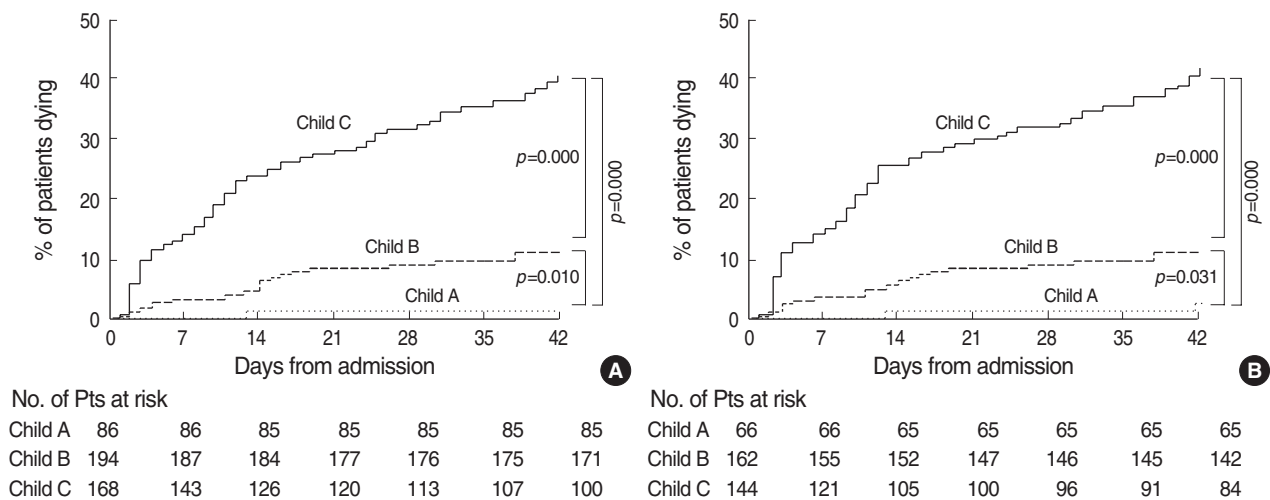 50
40
30
20
10
0
% of patients dying
Child C
Child B
Child A
p=0.000
p=0.010
p=0.000
0 7 14 21 28 35 42
Days from admission
A
No. of Pts at risk
Child A 86 86 85 85 85 85 85
Child B 194 187 184 177 176 175 171
Child C 168 143 126 120 113 107 100
50
40
30
20
10
0
% of patients dying
Child C
Child B
Child A
p=0.000
p=0.031
p=0.000
0 7 14 21 28 35 42
Days from admission
B
No. of Pts at risk
Child A 66 66 65 65 65 65 65
Child B 162 155 152 147 146 145 142
Child C 144 121 105 100 96 91 84